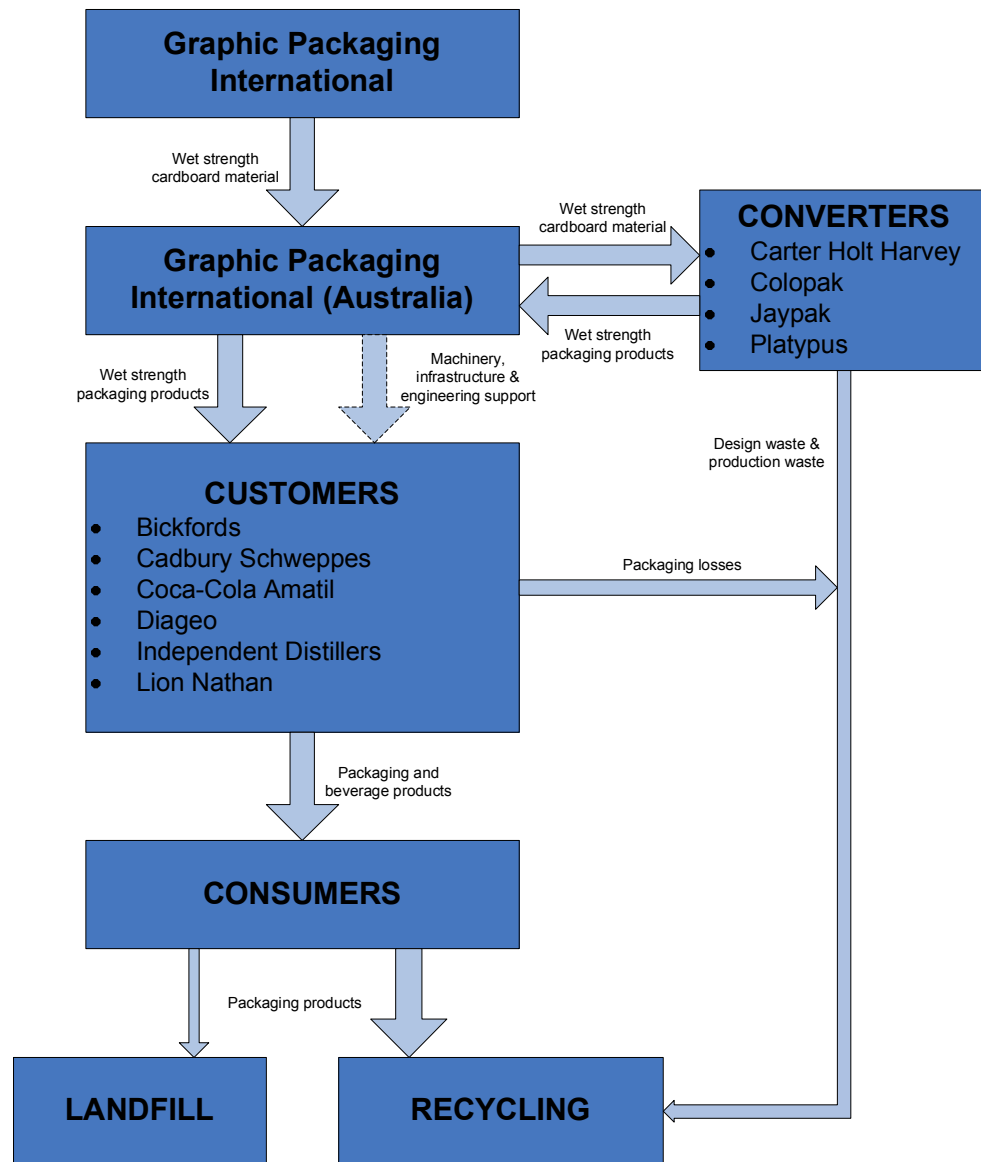 Graphic Packaging
International
Wet strength
cardboard material
Graphic Packaging
International (Australia)
Wet strength
cardboard material
Wet strength
packaging products
CONVERTERS
• Carter Holt Harvey
• Colopak
• Jaypak
• Platypus
Wet strength
packaging products
Machinery,
infrastructure &
engineering support
Design waste &
production waste
CUSTOMERS
• Bickfords
• Cadbury Schweppes
• Coca-Cola Amatil
• Diageo
• Independent Distillers
• Lion Nathan
Packaging losses
Packaging and
beverage products
CONSUMERS
Packaging products
LANDFILL
RECYCLING